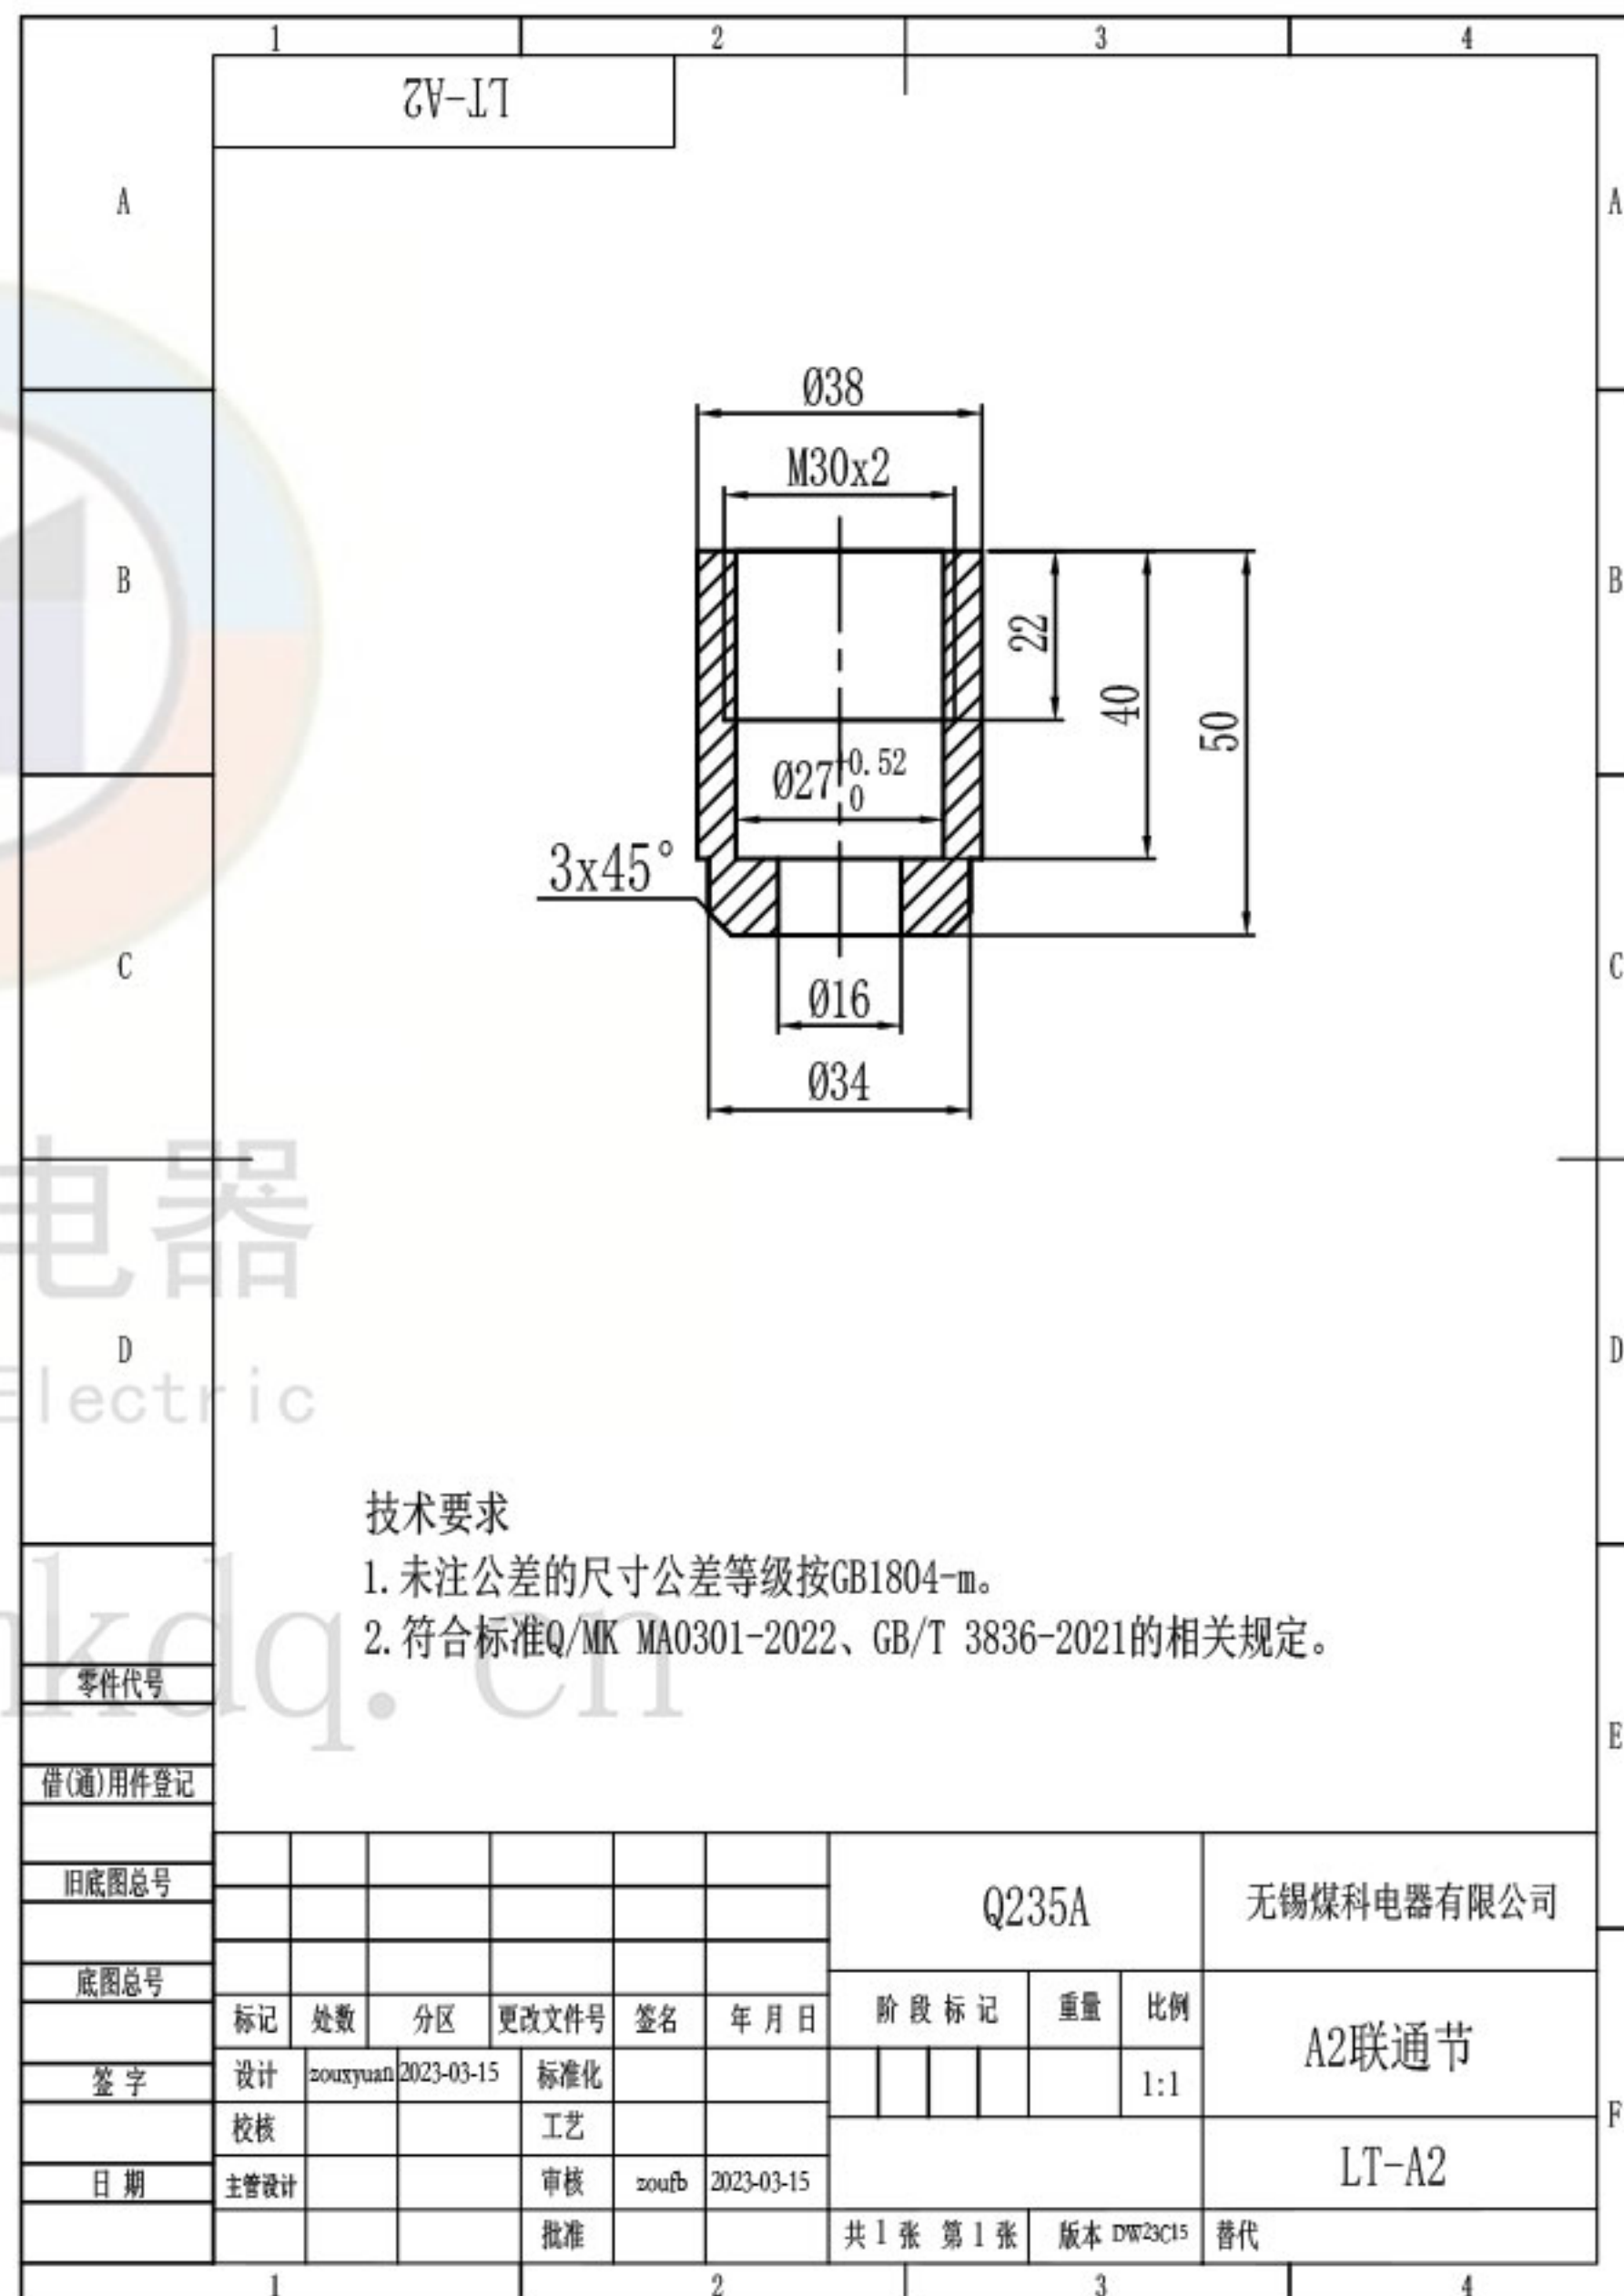 1 2 3 4
LT-A2
A A
B B
C C
D D
E
F
Ø38
M30x2
22
40
50
Ø27 +0.52 0
3x45°
Ø16
Ø34
电器
Electric
kdq.cn
技术要求
1.未注公差的尺寸公差等级按GB1804-m。
2.符合标准Q/MK MA0301-2022、GB/T 3836-2021的相关规定。
零件代号
借(通)用件登记
旧底图总号
底图总号
签 字
日 期
Q235A 无锡煤科电器有限公司
标记 处数 分区 更改文件号 签名 年 月 日 阶 段 标 记 重量 比例
A2联通节
设计 zouxyuan 2023-03-15 标准化 1:1
校核 工艺
主管设计 审核 zoufb 2023-03-15 LT-A2
批准 共 1 张 第 1 张 版本 DW23C15 替代
1 2 3 4